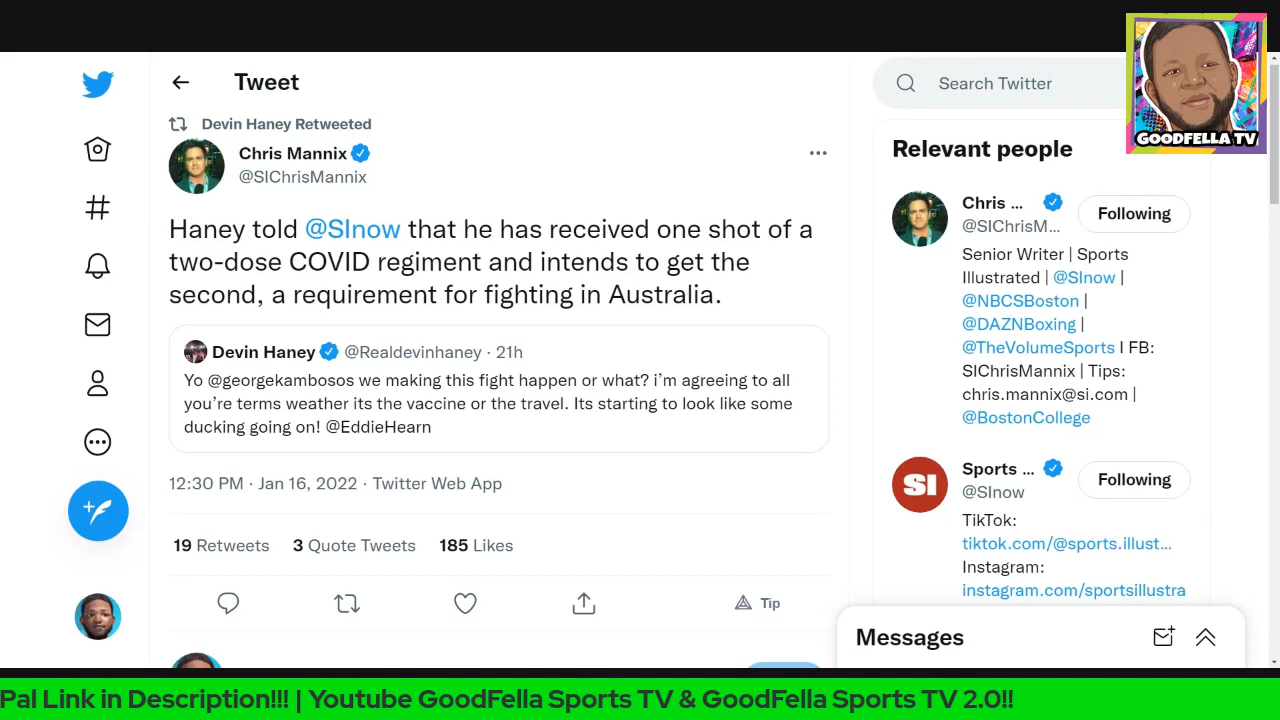 GOODFELLA TV
Tweet
Search Twitter
Devin Haney Retweeted
Chris Mannix
@SIChrisMannix
Haney told @SInow that he has received one shot of a
two-dose COVID regiment and intends to get the
second, a requirement for fighting in Australia.
Devin Haney @Realdevinhaney · 21h
Yo @georgekambosos we making this fight happen or what? i’m agreeing to all
you’re terms weather its the vaccine or the travel. Its starting to look like some
ducking going on! @EddieHearn
12:30 PM · Jan 16, 2022 · Twitter Web App
19 Retweets 3 Quote Tweets 185 Likes
Tip
Relevant people
Chris ...
@SIChrisM...
Following
Senior Writer | Sports
Illustrated | @SInow |
@NBCSBoston |
@DAZNBoxing |
@TheVolumeSports I FB:
SIChrisMannix | Tips:
chris.mannix@si.com |
@BostonCollege
SI
Sports ...
@SInow
Following
TikTok:
tiktok.com/@sports.illust...
Instagram:
instagram.com/sportsillustra
Messages
Pal Link in Description!!! | Youtube GoodFella Sports TV & GoodFella Sports TV 2.0!!